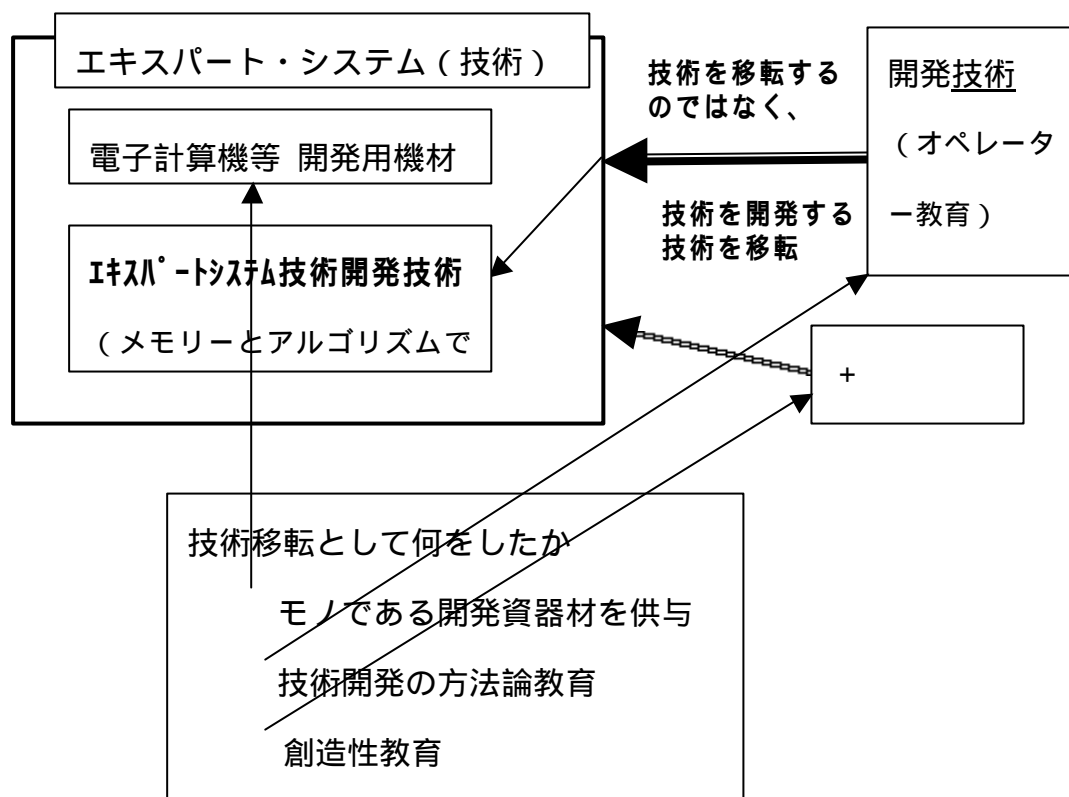 エキスパート・システム（技術）
電子計算機等 開発用機材
ｴｷｽﾊﾟｰﾄｼｽﾃﾑ技術開発技術
（メモリーとアルゴリズムで
技術を移転する
のではなく、
技術を開発する
技術を移転
開発技術
（オペレータ
ー教育）
+
技術移転として何をしたか
モノである開発資器材を供与
技術開発の方法論教育
創造性教育